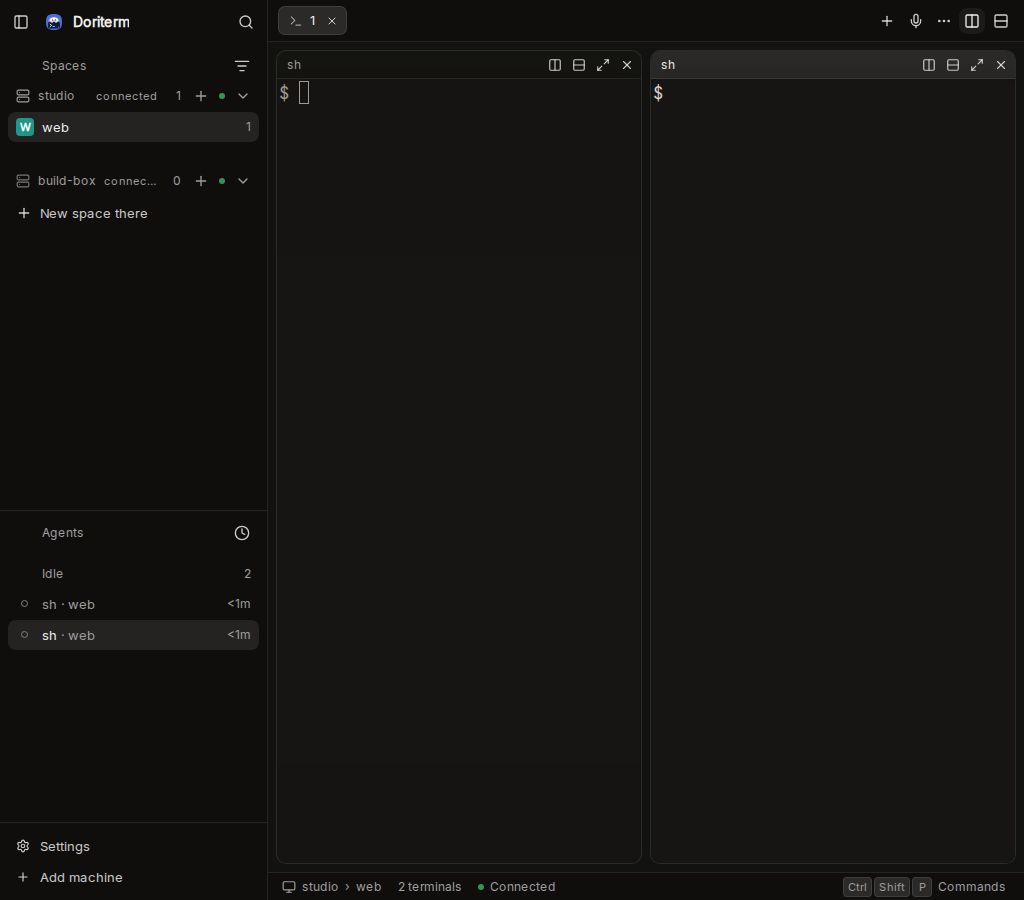 Doriterm
Spaces
studio connected 1
W web 1
build-box connec... 0
New space there
Agents
Idle 2
sh · web <1m
sh · web <1m
Settings
Add machine
1
sh
$
sh
$
studio › web 2 terminals Connected
Ctrl Shift P Commands